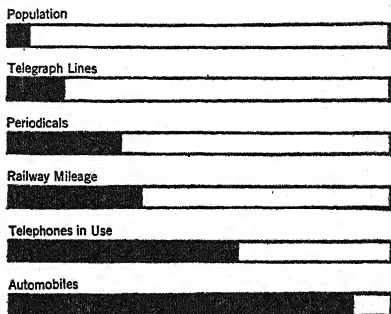 Population
Telegraph Lines
Periodicals
Railway Mileage
Telephones in Use
Automobiles